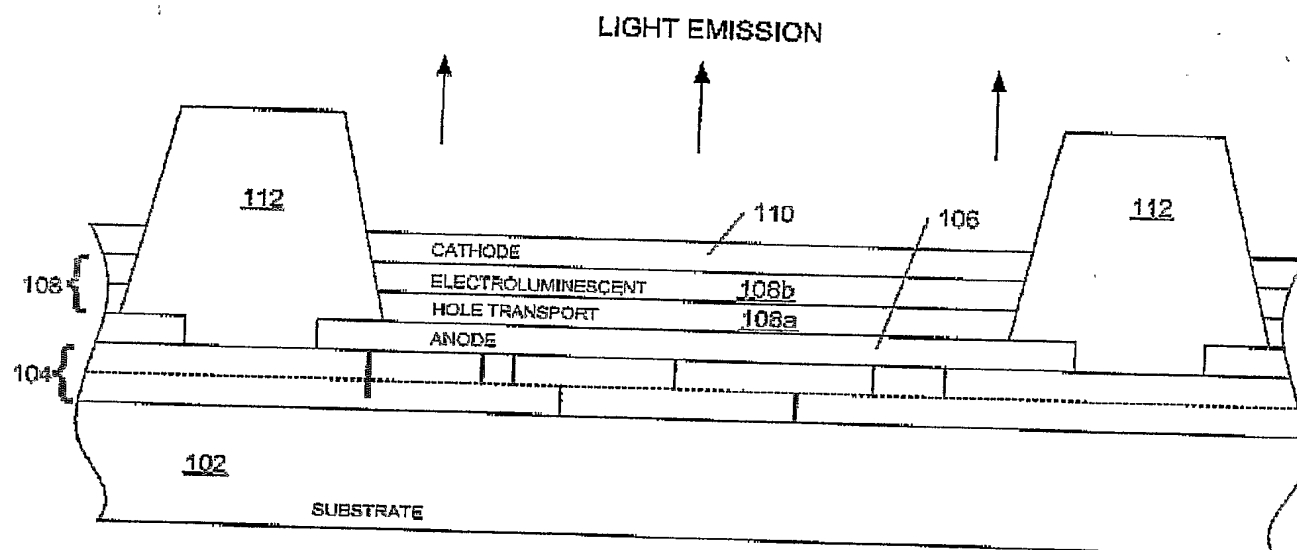 LIGHT EMISSION
112
110
106
112
CATHODE
108
ELECTROLUMINESCENT 108b
HOLE TRANSPORT 108a
ANODE
104
102
SUBSTRATE